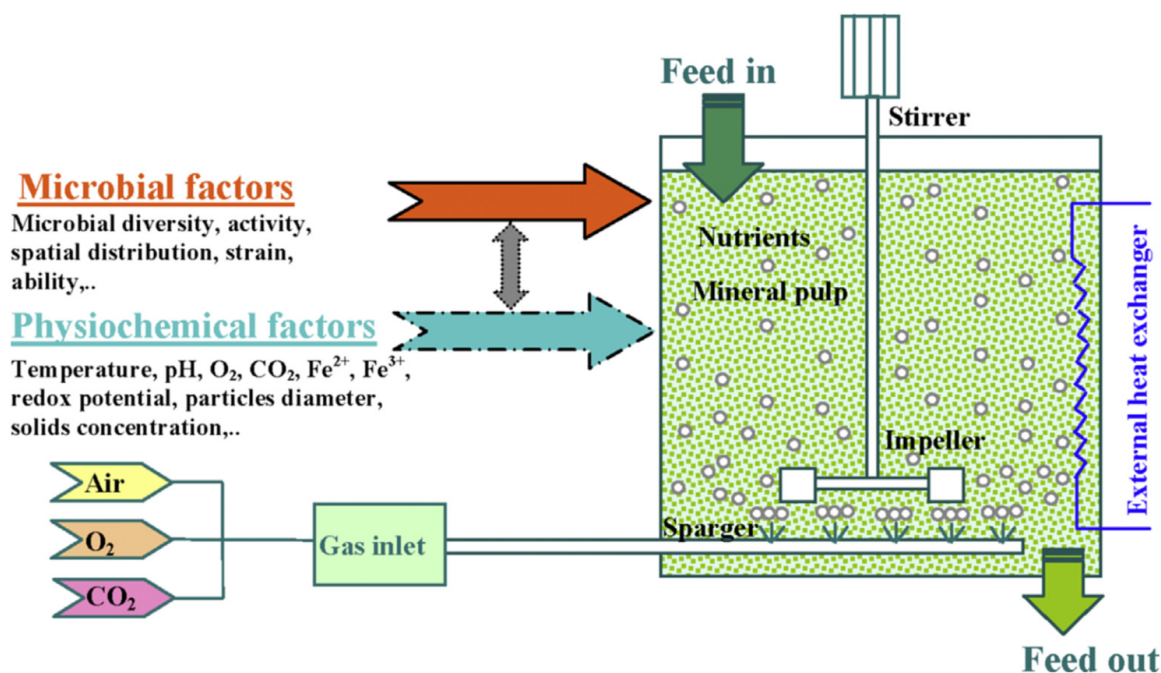 Feed in
Stirrer
Microbial factors
Microbial diversity, activity,
spatial distribution, strain,
ability,..
Nutrients
Mineral pulp
Physiochemical factors
Temperature, pH, O₂, CO₂, Fe²⁺, Fe³⁺,
redox potential, particles diameter,
solids concentration,..
External heat exchanger
Impeller
Air
O₂
CO₂
Gas inlet
Sparger
Feed out